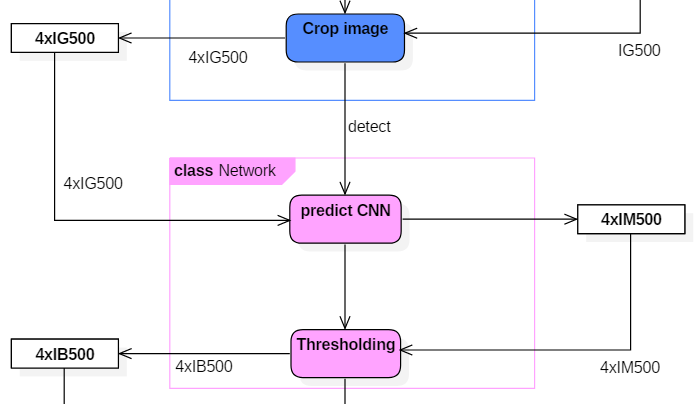 Crop image
4xIG500
IG500
4xIG500
detect
class Network
4xIG500
predict CNN
4xIM500
Thresholding
4xIB500
4xIB500
4xIM500